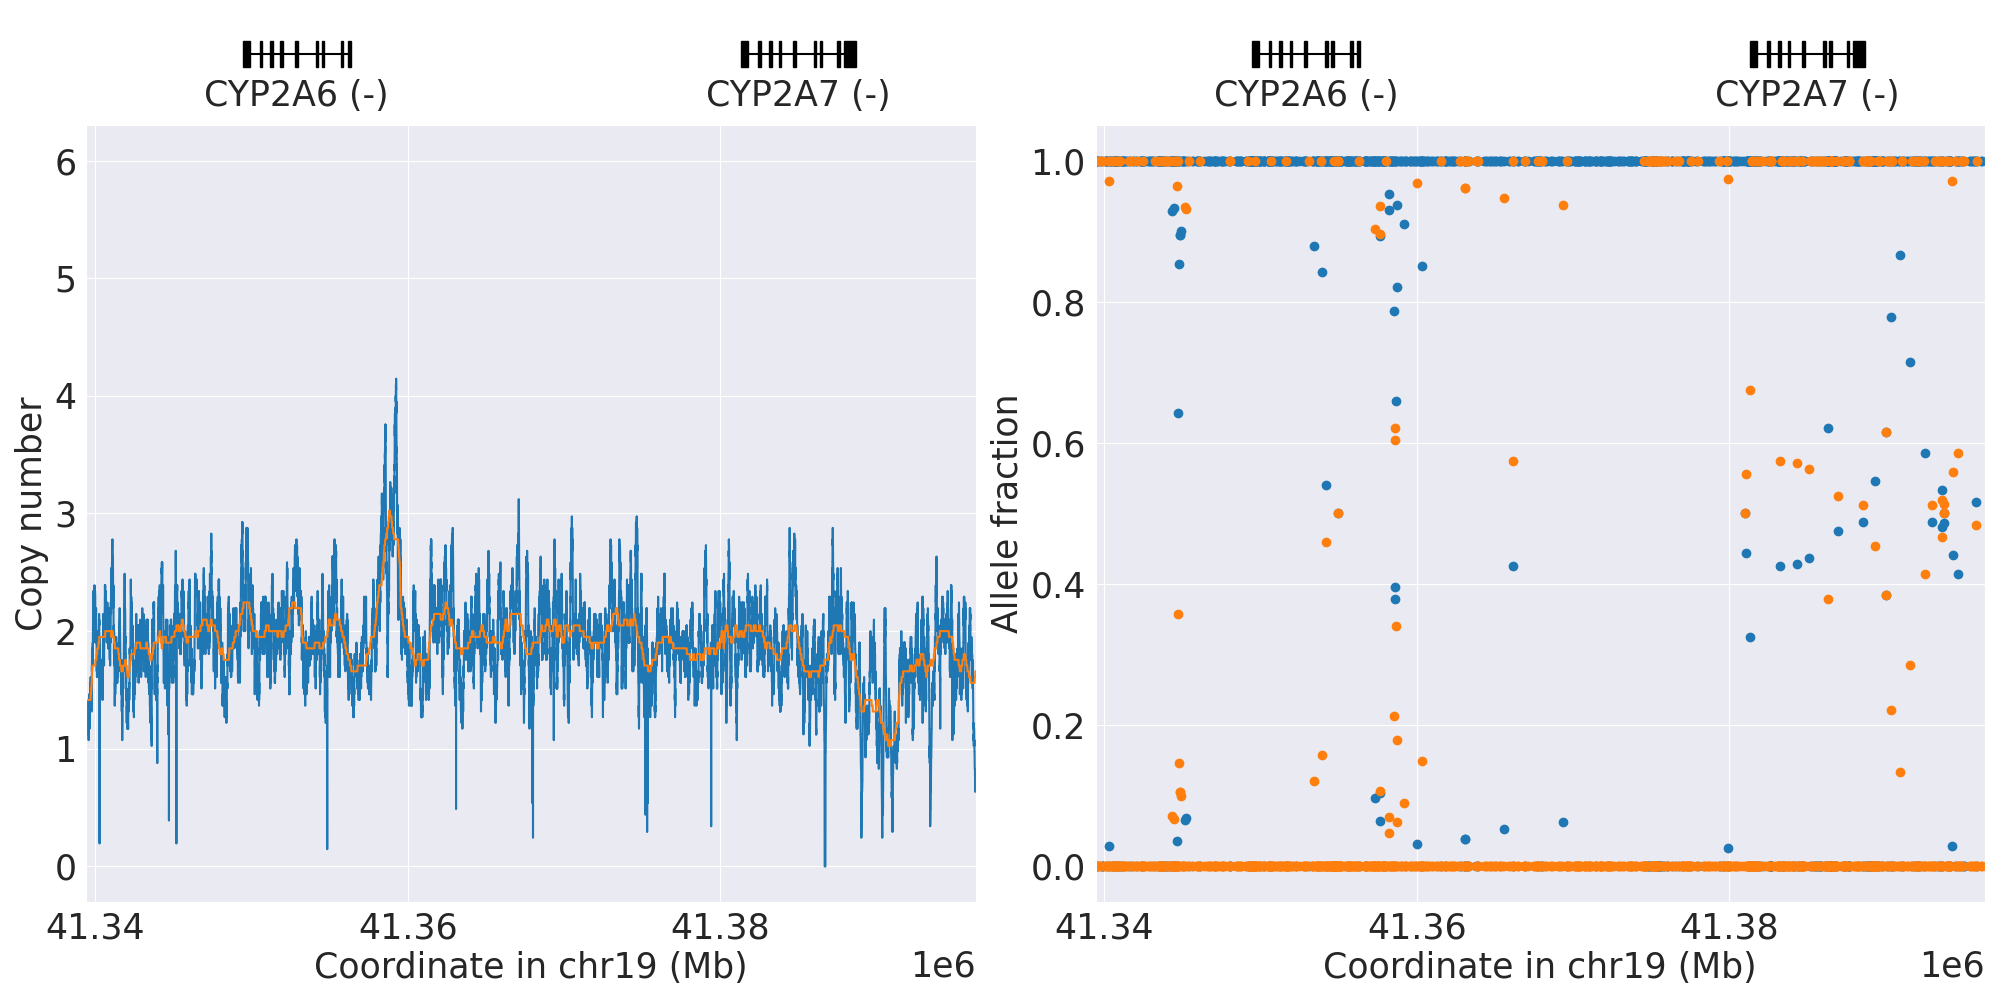 CYP2A6 (-)
CYP2A7 (-)
6
5
4
3
2
1
0
Copy number
41.34
41.36
41.38
Coordinate in chr19 (Mb)
1e6
CYP2A6 (-)
CYP2A7 (-)
1.0
0.8
0.6
0.4
0.2
0.0
Allele fraction
41.34
41.36
41.38
Coordinate in chr19 (Mb)
1e6